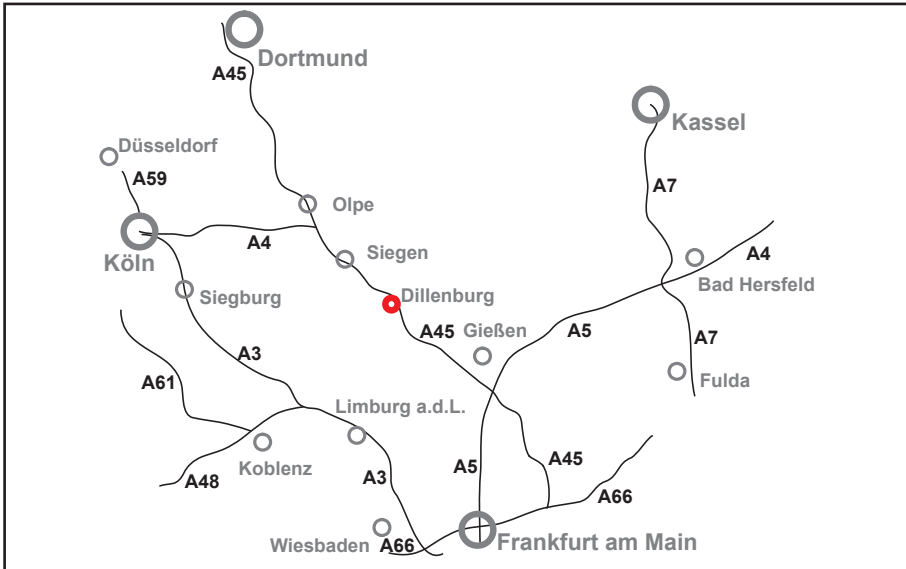 Dortmund
A45
Kassel
Düsseldorf
A59
A7
Olpe
A4
Köln
Siegen
A4
Bad Hersfeld
Siegburg
Dillenburg
A45
Gießen
A5
A7
A3
A61
Fulda
Limburg a.d.L.
Koblenz
A48
A3
A5
A45
A66
Wiesbaden
A66
Frankfurt am Main